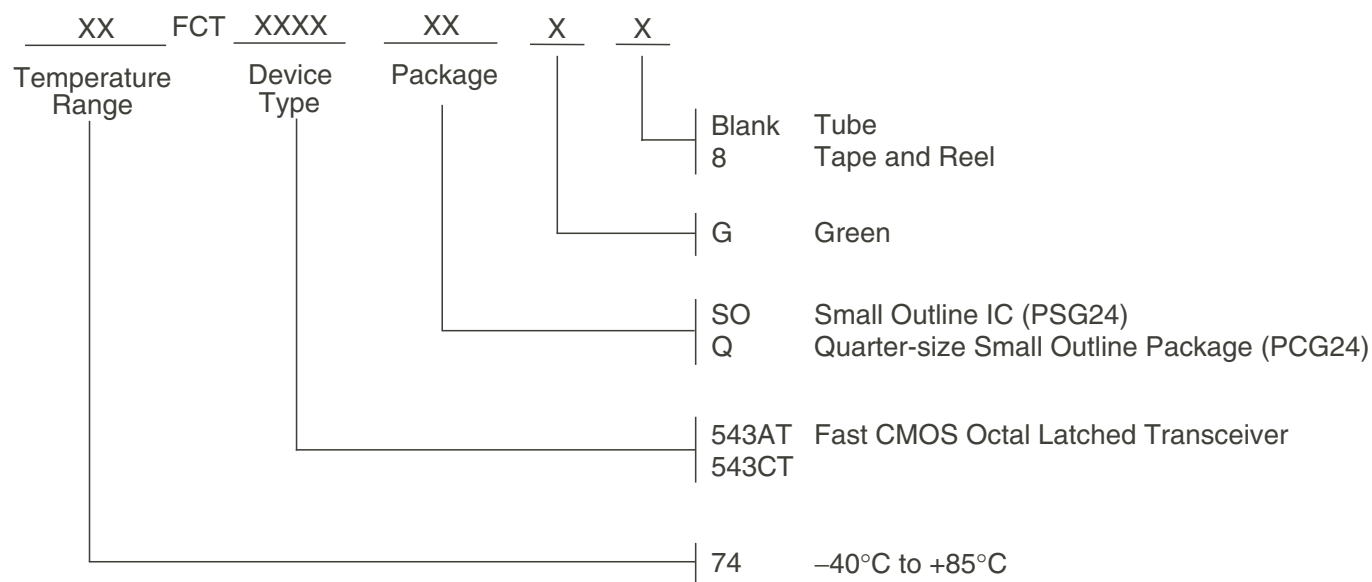 XX FCT XXXX XX X X
Temperature Range
Device Type
Package
Blank Tube
8 Tape and Reel
G Green
SO Small Outline IC (PSG24)
Q Quarter-size Small Outline Package (PCG24)
543AT Fast CMOS Octal Latched Transceiver
543CT
74 –40°C to +85°C